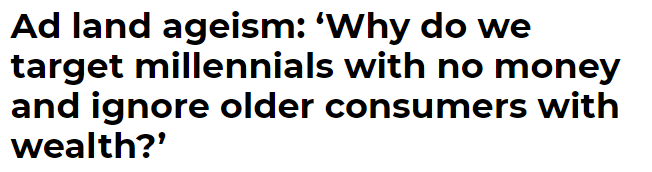 Ad land ageism: ‘Why do we
target millennials with no money
and ignore older consumers with
wealth?’